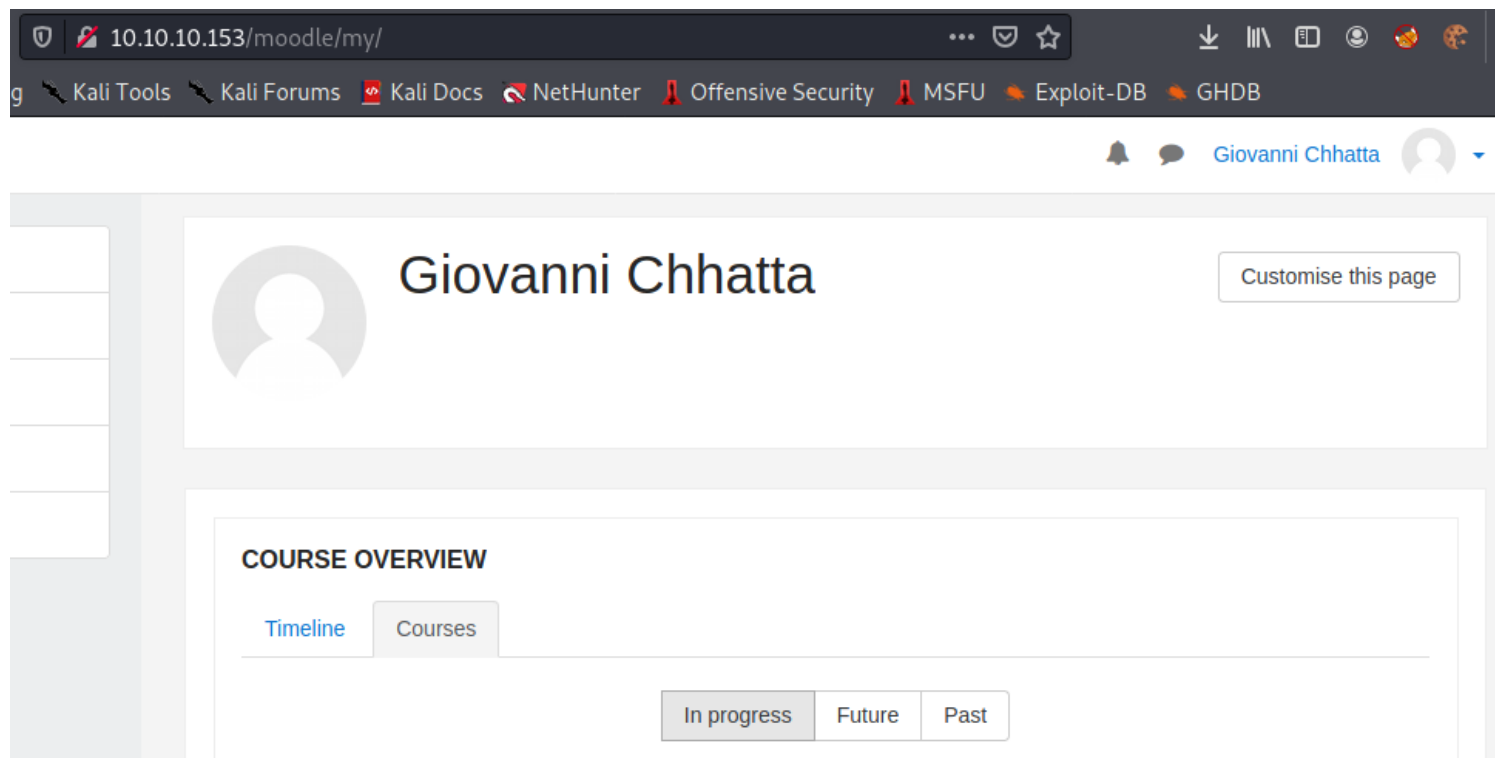 10.10.10.153/moodle/my/
g Kali Tools Kali Forums Kali Docs NetHunter Offensive Security MSFU Exploit-DB GHDB
Giovanni Chhatta
Giovanni Chhatta
Customise this page
COURSE OVERVIEW
Timeline Courses
In progress Future Past